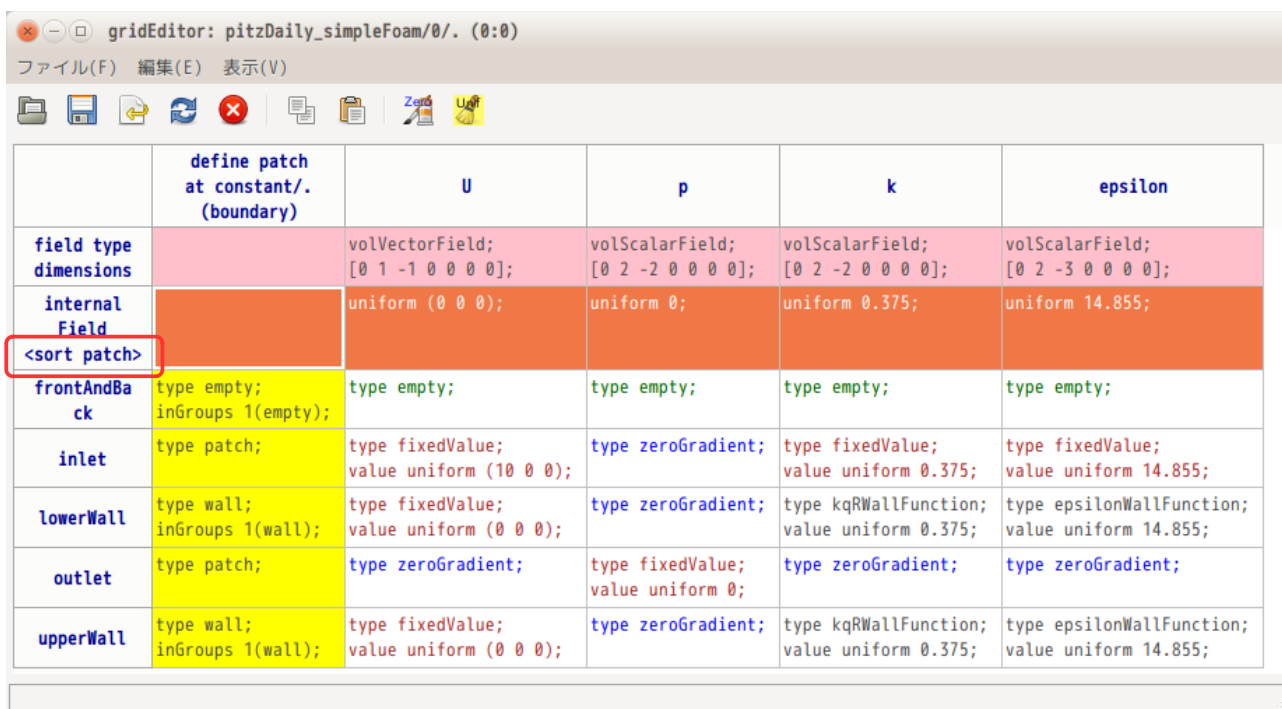 gridEditor: pitzDaily_simpleFoam/0/. (0:0)
ファイル(F) 編集(E) 表示(V)
Zero Unif
define patch
at constant/.
(boundary)
U
p
k
epsilon
field type
dimensions
volVectorField;
[0 1 -1 0 0 0 0];
volScalarField;
[0 2 -2 0 0 0 0];
volScalarField;
[0 2 -2 0 0 0 0];
volScalarField;
[0 2 -3 0 0 0 0];
internal
Field
<sort patch>
uniform (0 0 0);
uniform 0;
uniform 0.375;
uniform 14.855;
frontAndBa
ck
type empty;
inGroups 1(empty);
type empty;
type empty;
type empty;
type empty;
inlet
type patch;
type fixedValue;
value uniform (10 0 0);
type zeroGradient;
type fixedValue;
value uniform 0.375;
type fixedValue;
value uniform 14.855;
lowerWall
type wall;
inGroups 1(wall);
type fixedValue;
value uniform (0 0 0);
type zeroGradient;
type kqRWallFunction;
value uniform 0.375;
type epsilonWallFunction;
value uniform 14.855;
outlet
type patch;
type zeroGradient;
type fixedValue;
value uniform 0;
type zeroGradient;
type zeroGradient;
upperWall
type wall;
inGroups 1(wall);
type fixedValue;
value uniform (0 0 0);
type zeroGradient;
type kqRWallFunction;
value uniform 0.375;
type epsilonWallFunction;
value uniform 14.855;